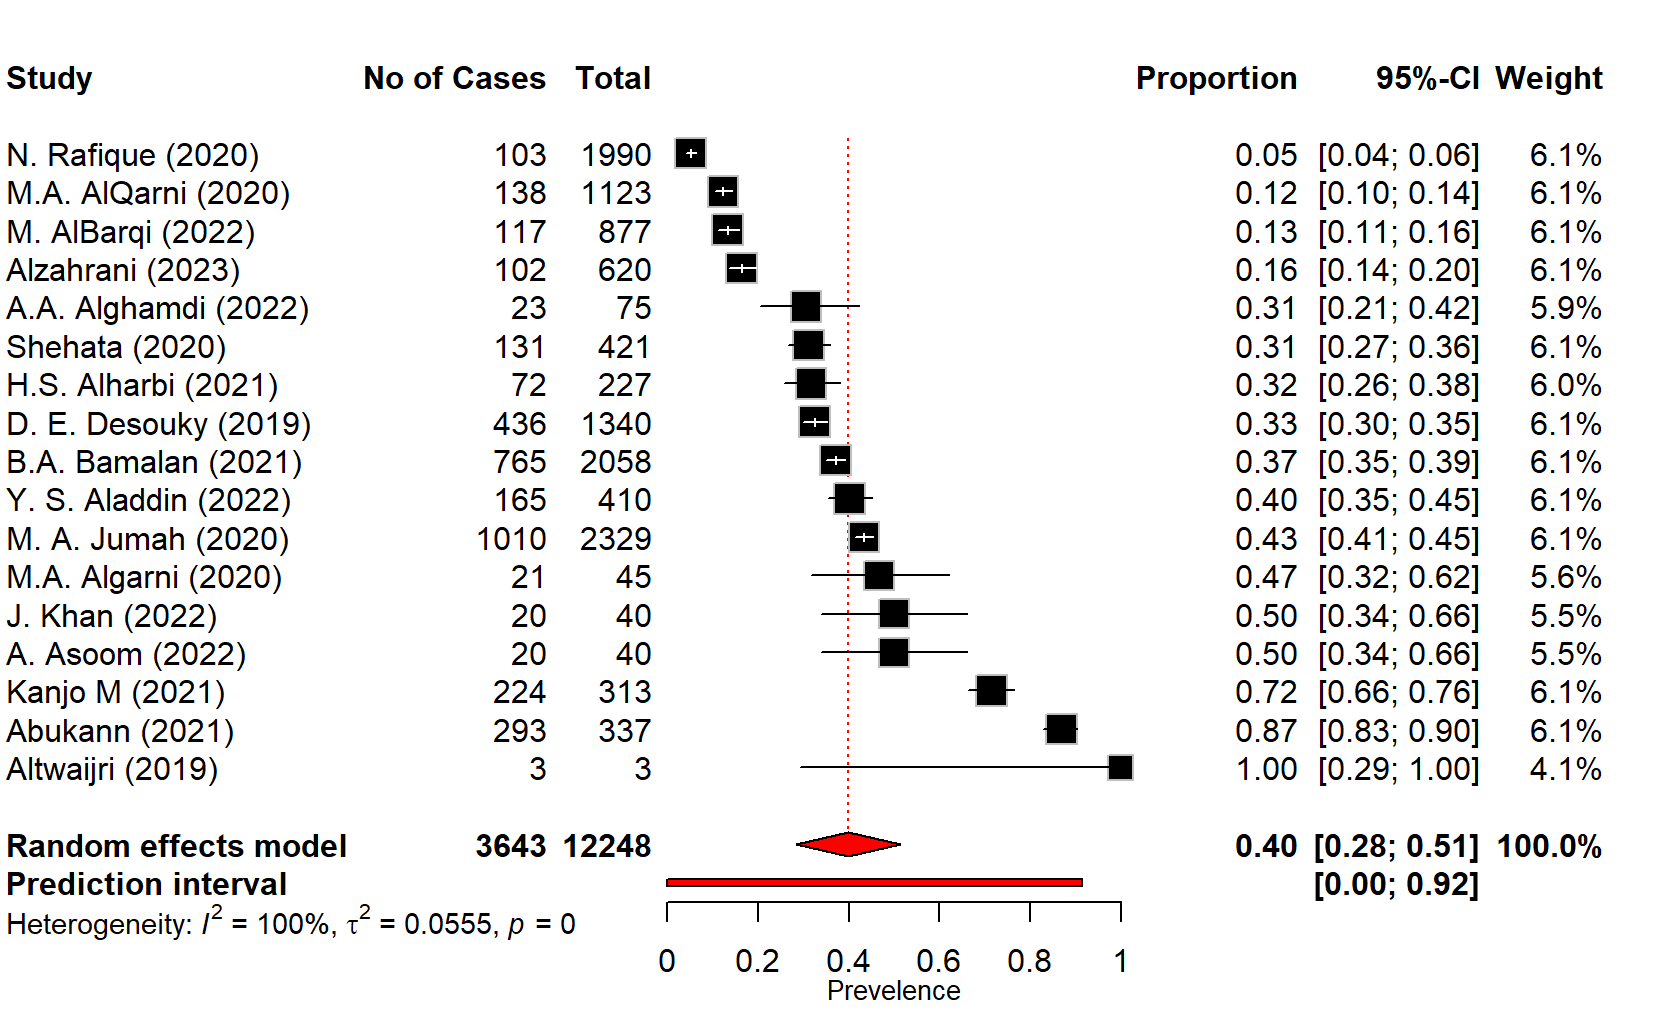 Study No of Cases Total Proportion 95%-CI Weight
N. Rafique (2020) 103 1990 0.05 [0.04; 0.06] 6.1%
M.A. AlQarni (2020) 138 1123 0.12 [0.10; 0.14] 6.1%
M. AlBarqi (2022) 117 877 0.13 [0.11; 0.16] 6.1%
Alzahrani (2023) 102 620 0.16 [0.14; 0.20] 6.1%
A.A. Alghamdi (2022) 23 75 0.31 [0.21; 0.42] 5.9%
Shehata (2020) 131 421 0.31 [0.27; 0.36] 6.1%
H.S. Alharbi (2021) 72 227 0.32 [0.26; 0.38] 6.0%
D. E. Desouky (2019) 436 1340 0.33 [0.30; 0.35] 6.1%
B.A. Bamalan (2021) 765 2058 0.37 [0.35; 0.39] 6.1%
Y. S. Aladdin (2022) 165 410 0.40 [0.35; 0.45] 6.1%
M. A. Jumah (2020) 1010 2329 0.43 [0.41; 0.45] 6.1%
M.A. Algarni (2020) 21 45 0.47 [0.32; 0.62] 5.6%
J. Khan (2022) 20 40 0.50 [0.34; 0.66] 5.5%
A. Asoom (2022) 20 40 0.50 [0.34; 0.66] 5.5%
Kanjo M (2021) 224 313 0.72 [0.66; 0.76] 6.1%
Abukann (2021) 293 337 0.87 [0.83; 0.90] 6.1%
Altwaijri (2019) 3 3 1.00 [0.29; 1.00] 4.1%
Random effects model 3643 12248 0.40 [0.28; 0.51] 100.0%
Prediction interval [0.00; 0.92]
Heterogeneity: I² = 100%, τ² = 0.0555, p = 0
0 0.2 0.4 0.6 0.8 1
Prevelence